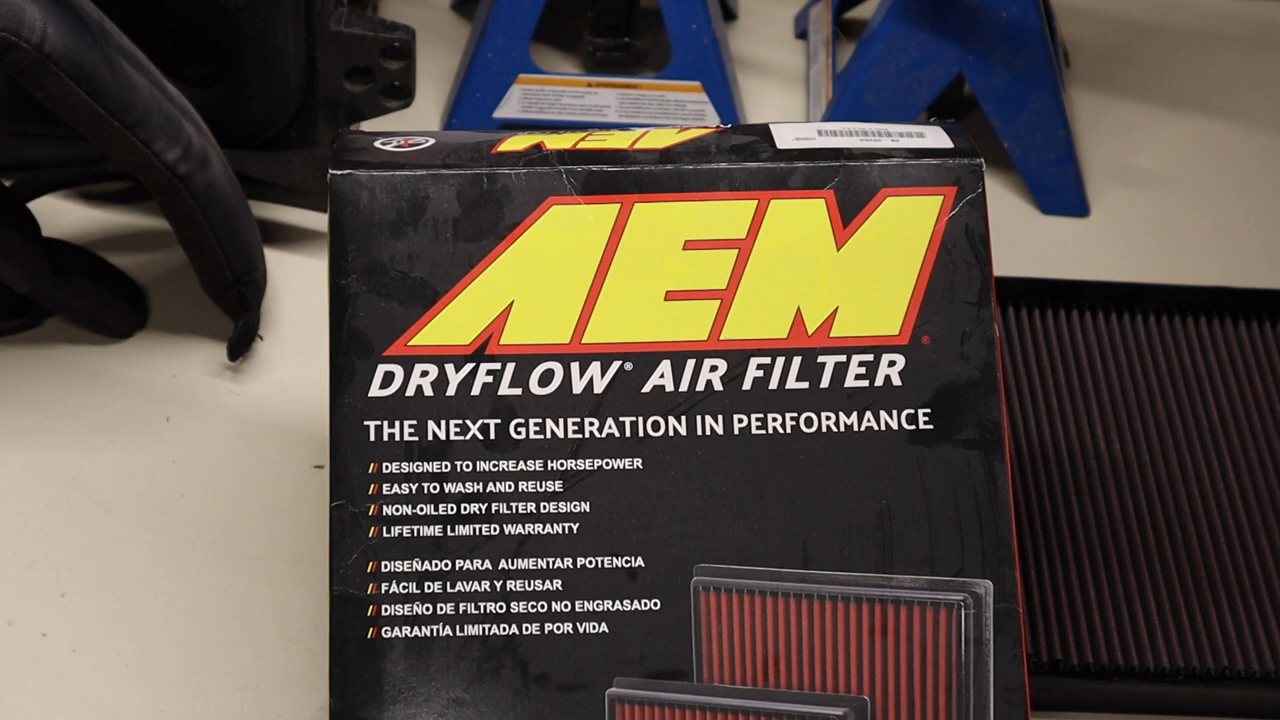 AEM
AEM®
DRYFLOW® AIR FILTER
THE NEXT GENERATION IN PERFORMANCE
// DESIGNED TO INCREASE HORSEPOWER
// EASY TO WASH AND REUSE
// NON-OILED DRY FILTER DESIGN
// LIFETIME LIMITED WARRANTY
// DISEÑADO PARA AUMENTAR POTENCIA
// FÁCIL DE LAVAR Y REUSAR
// DISEÑO DE FILTRO SECO NO ENGRASADO
// GARANTÍA LIMITADA DE POR VIDA